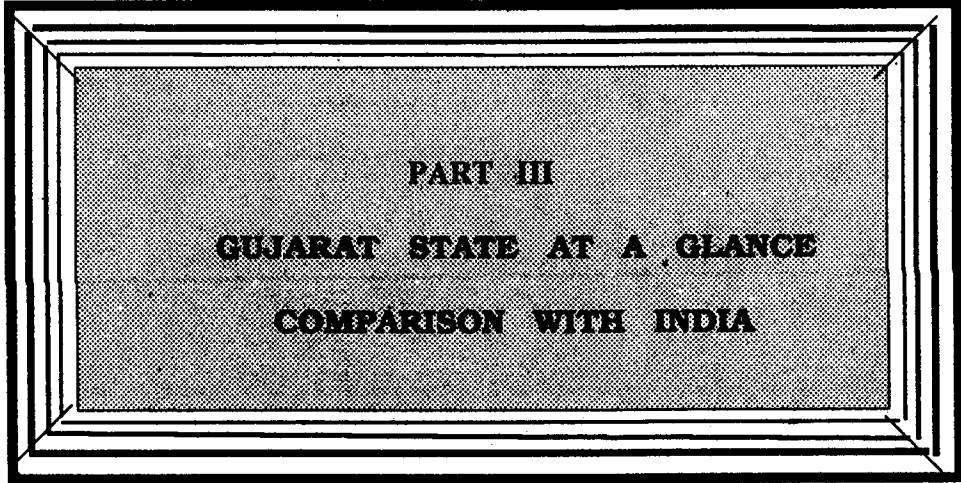 PART III
GUJARAT STATE AT A GLANCE
COMPARISON WITH INDIA